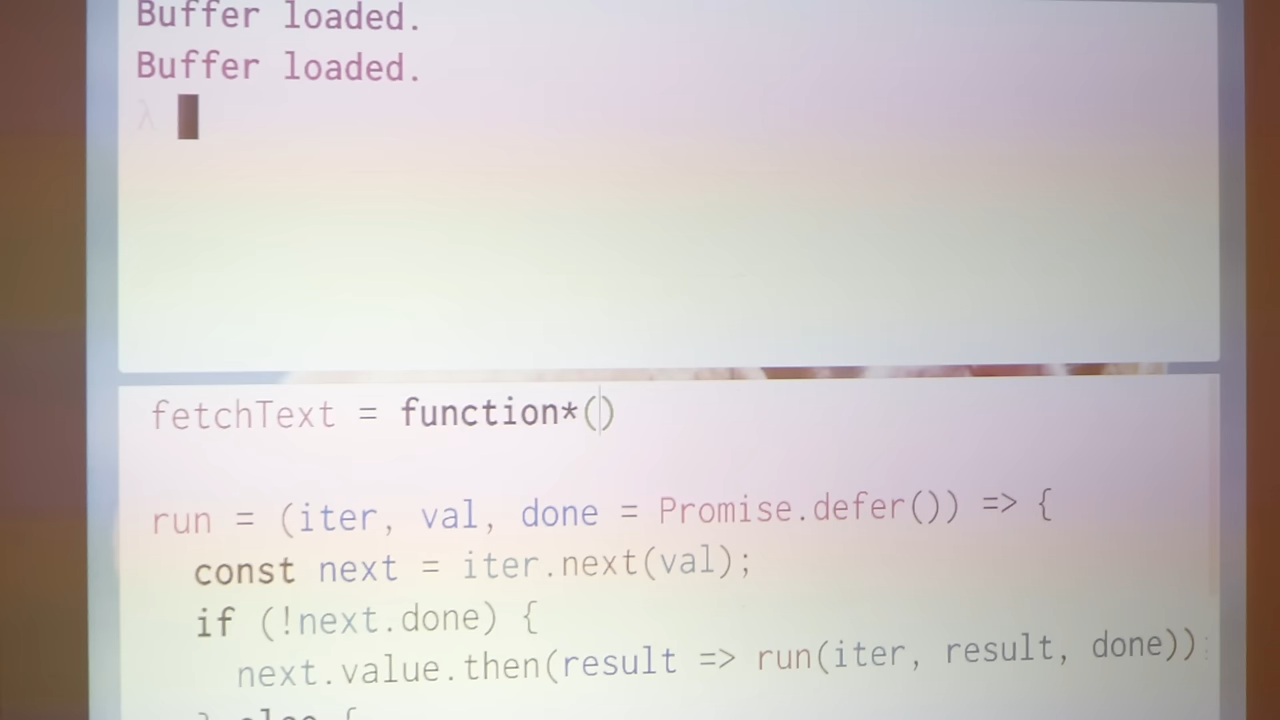 Buffer loaded.
Buffer loaded.
λ
fetchText = function*()
run = (iter, val, done = Promise.defer()) => {
const next = iter.next(val);
if (!next.done) {
next.value.then(result => run(iter, result, done));
} else {